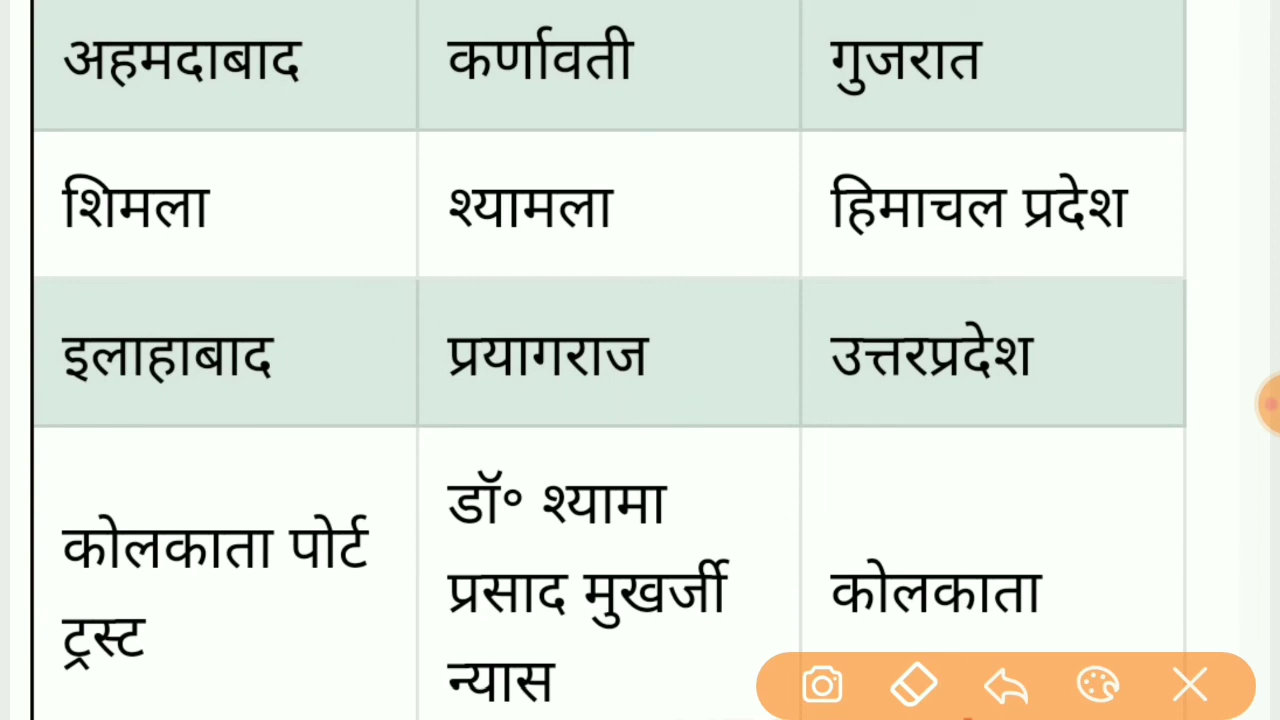 अहमदाबाद कर्णावती गुजरात
शिमला श्यामला हिमाचल प्रदेश
इलाहाबाद प्रयागराज उत्तरप्रदेश
कोलकाता पोर्ट
ट्रस्ट
डॉ॰ श्यामा
प्रसाद मुखर्जी
न्यास
कोलकाता